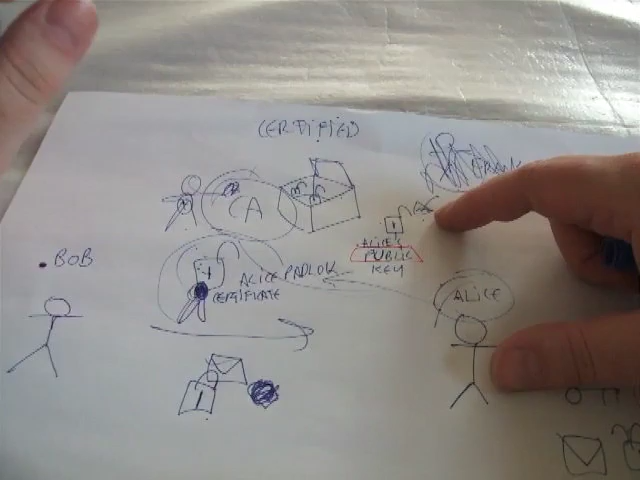 CERTIFIED
CA
ALICE'S
PUBLIC
KEY
BOB
ALICE PADLOK
CERTIFICATE
ALICE